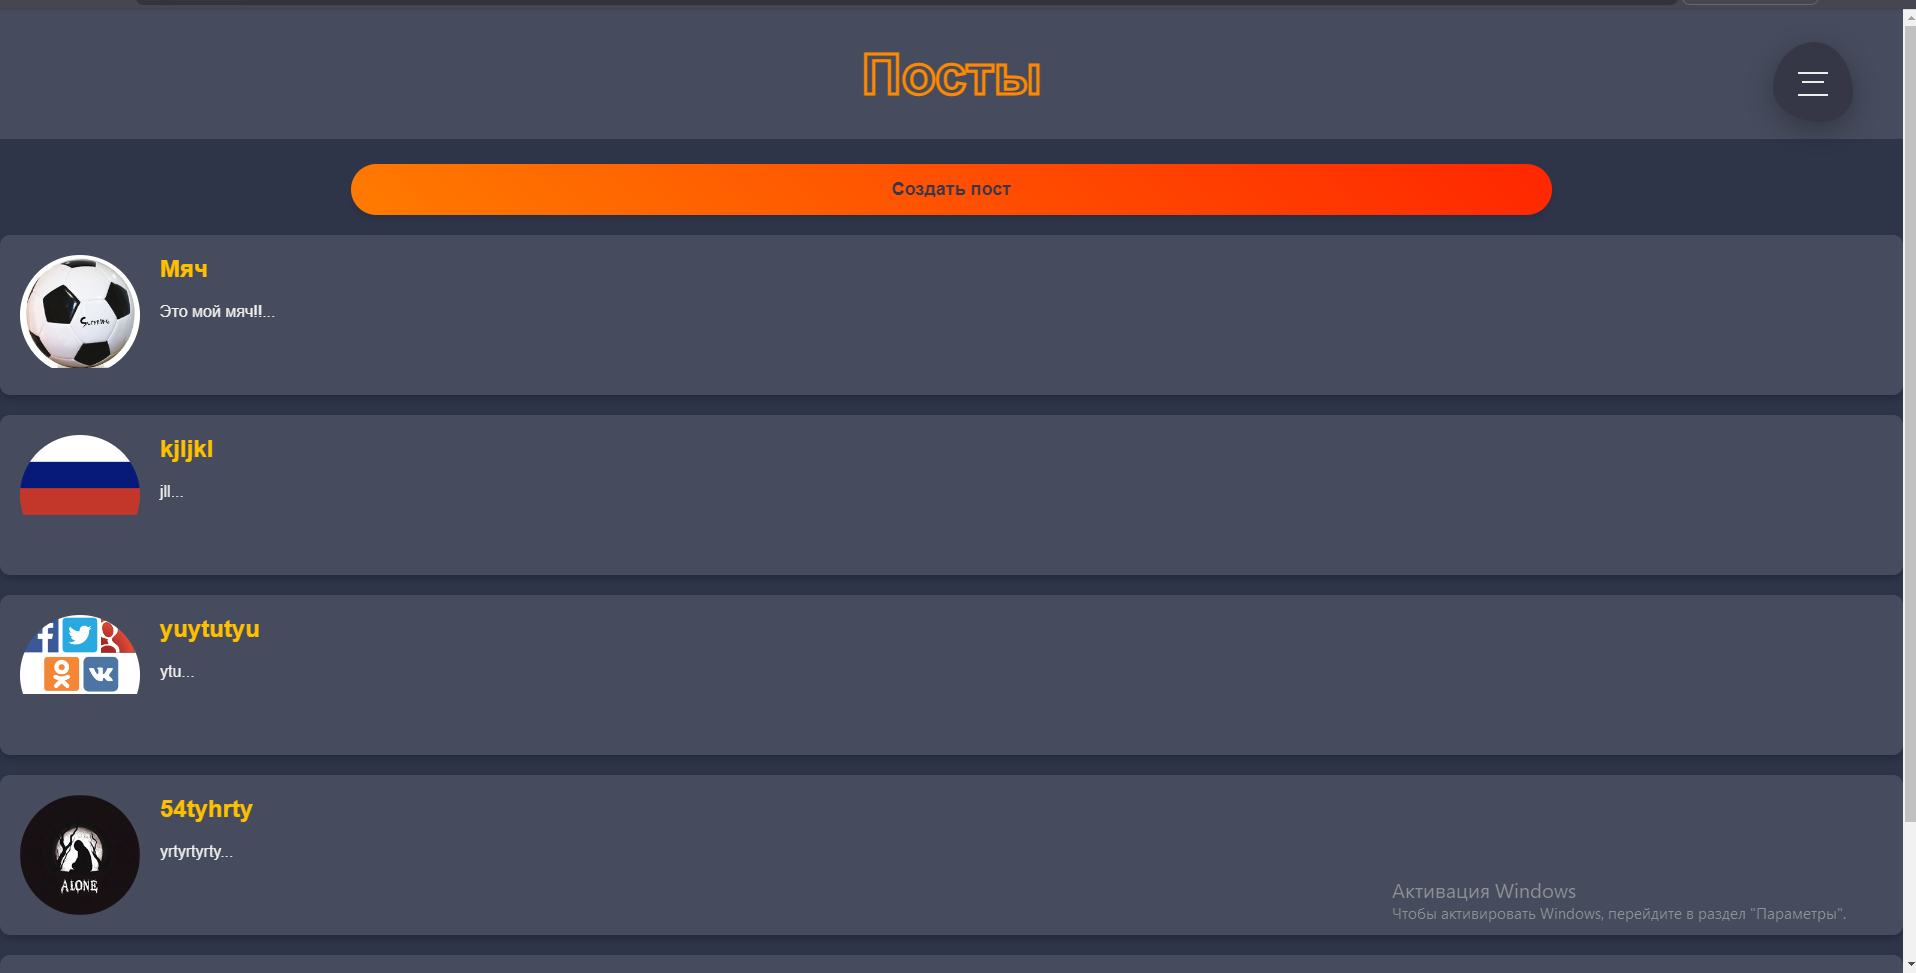 Посты
Создать пост
Мяч
Это мой мяч!!...
kjljkl
jll...
yuytutyu
ytu...
54tyhrty
yrtyrtyrty...
ALONE
Активация Windows
Чтобы активировать Windows, перейдите в раздел "Параметры".